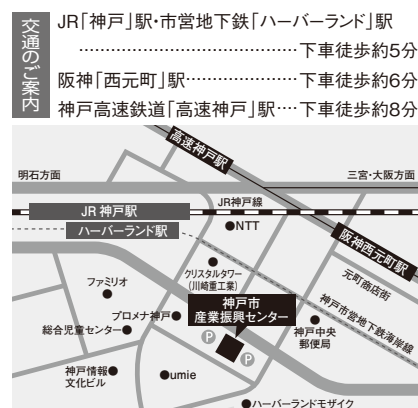 交通のご案内
JR「神戸」駅・市営地下鉄「ハーバーランド」駅
……………………………下車徒歩約5分
阪神「西元町」駅……………下車徒歩約6分
神戸高速鉄道「高速神戸」駅…下車徒歩約8分
高速神戸駅
明石方面
三宮・大阪方面
JR神戸線
JR 神戸駅
ハーバーランド駅
NTT
阪神西元町駅
クリスタルタワー
(川崎重工業)
元町商店街
ファミリオ
神戸市
産業振興センター
神戸市営地下鉄海岸線
プロメナ神戸
総合児童センター
P
神戸中央
郵便局
P
神戸情報
文化ビル
umie
ハーバーランドモザイク